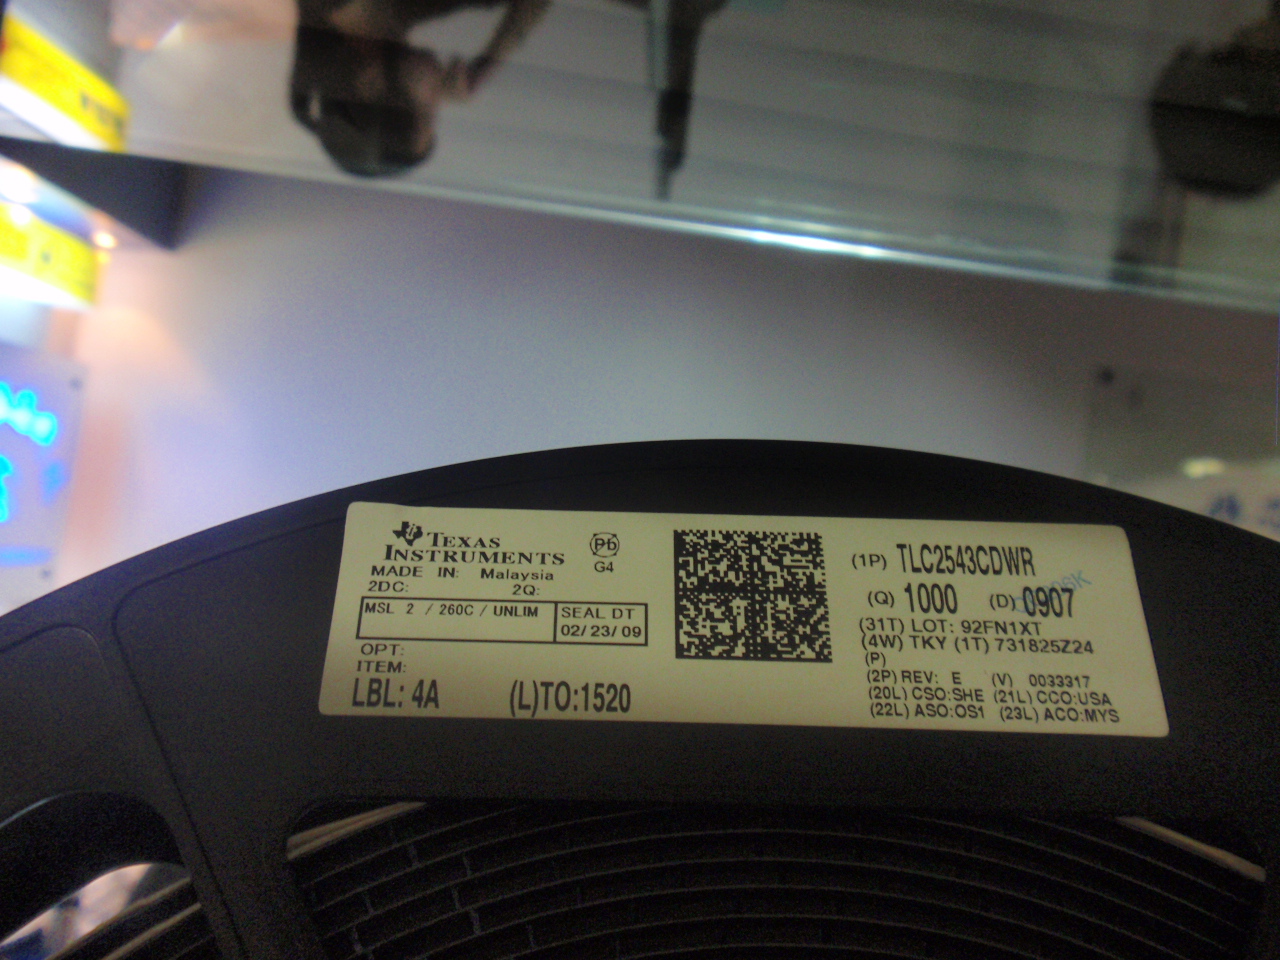 TEXAS
INSTRUMENTS
Pb
G4
MADE IN: Malaysia
2DC: 2Q:
MSL 2 / 260C / UNLIM
SEAL DT
02/23/09
OPT:
ITEM:
LBL: 4A (L)TO:1520
(1P) TLC2543CDWR
(Q) 1000 (D) 0907
(31T) LOT: 92FN1XT
(4W) TKY (1T) 731825Z24
(P)
(2P) REV: E (V) 0033317
(20L) CSO:SHE (21L) CCO:USA
(22L) ASO:OS1 (23L) ACO:MYS